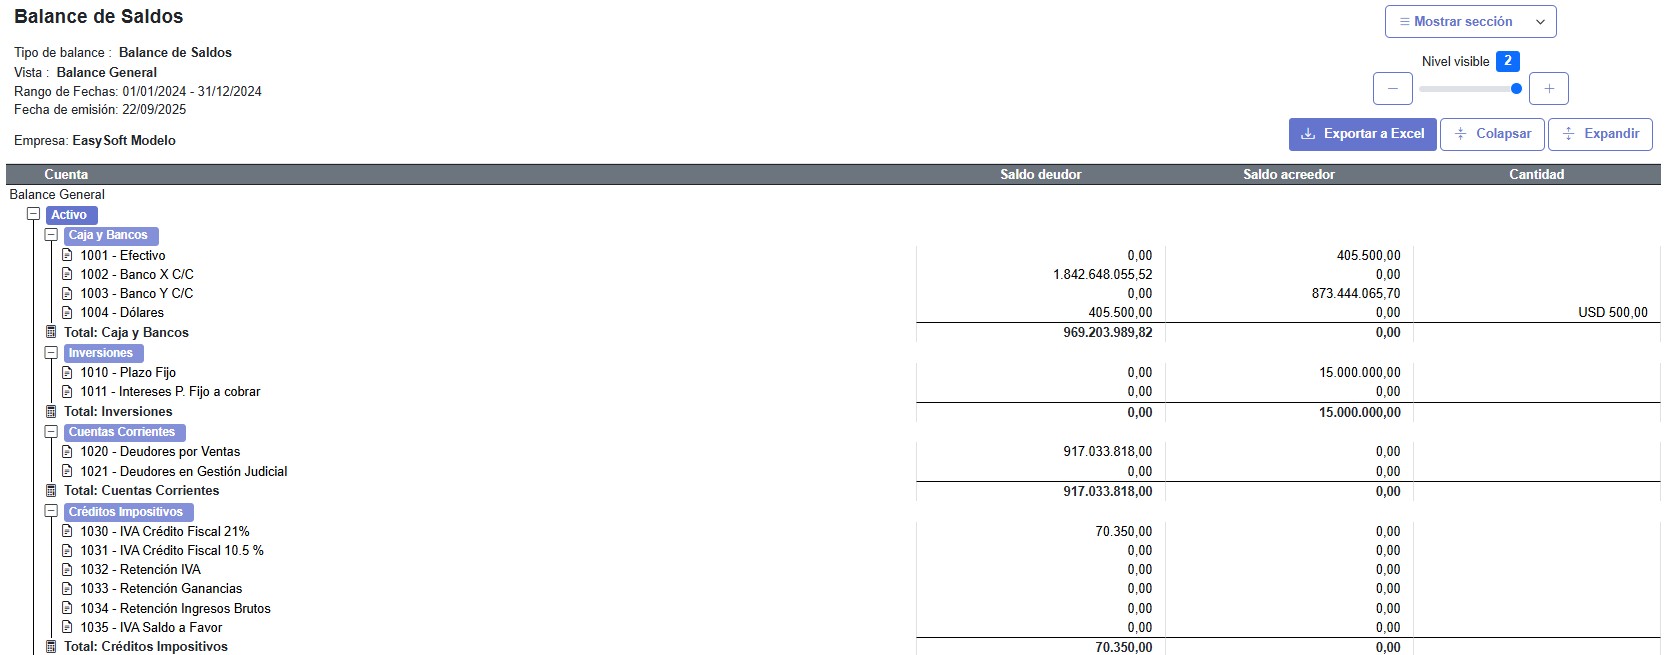 Balance de Saldos
Mostrar sección
Tipo de balance : Balance de Saldos
Vista : Balance General
Rango de Fechas: 01/01/2024 - 31/12/2024
Fecha de emisión: 22/09/2025
Nivel visible 2
Empresa: EasySoft Modelo
Exportar a Excel Colapsar Expandir
Cuenta Saldo deudor Saldo acreedor Cantidad
Balance General
Activo
Caja y Bancos
1001 - Efectivo 0,00 405.500,00
1002 - Banco X C/C 1.842.648.055,52 0,00
1003 - Banco Y C/C 0,00 873.444.065,70
1004 - Dólares 405.500,00 0,00 USD 500,00
Total: Caja y Bancos 969.203.989,82 0,00
Inversiones
1010 - Plazo Fijo 0,00 15.000.000,00
1011 - Intereses P. Fijo a cobrar 0,00 0,00
Total: Inversiones 0,00 15.000.000,00
Cuentas Corrientes
1020 - Deudores por Ventas 917.033.818,00 0,00
1021 - Deudores en Gestión Judicial 0,00 0,00
Total: Cuentas Corrientes 917.033.818,00 0,00
Créditos Impositivos
1030 - IVA Crédito Fiscal 21% 70.350,00 0,00
1031 - IVA Crédito Fiscal 10.5 % 0,00 0,00
1032 - Retención IVA 0,00 0,00
1033 - Retención Ganancias 0,00 0,00
1034 - Retención Ingresos Brutos 0,00 0,00
1035 - IVA Saldo a Favor 0,00 0,00
Total: Créditos Impositivos 70.350,00 0,00